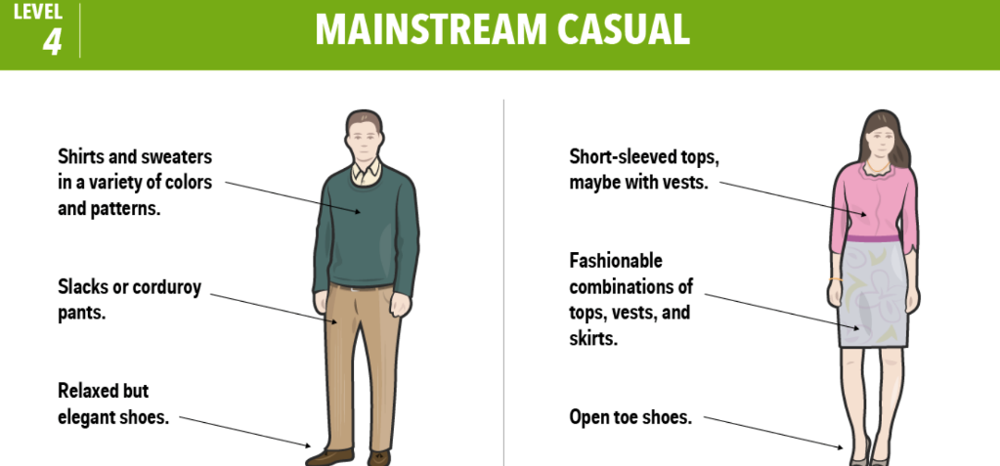 LEVEL
4
MAINSTREAM CASUAL
Shirts and sweaters
in a variety of colors
and patterns.
Slacks or corduroy
pants.
Relaxed but
elegant shoes.
Short-sleeved tops,
maybe with vests.
Fashionable
combinations of
tops, vests, and
skirts.
Open toe shoes.